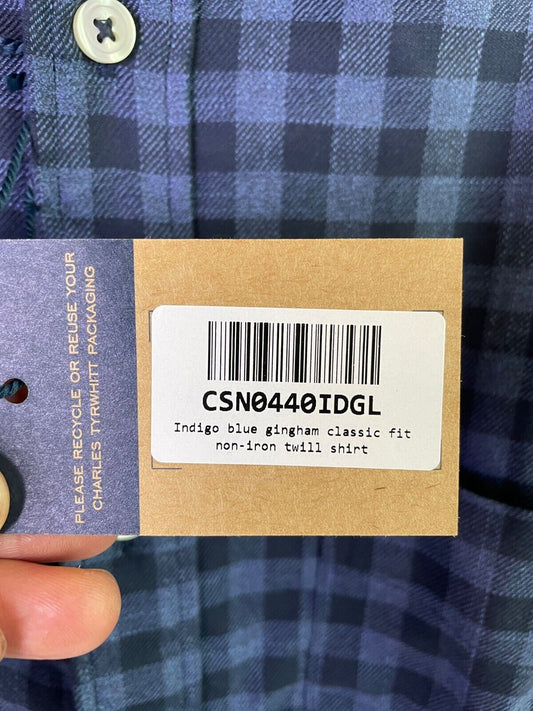 PLEASE RECYCLE OR REUSE YOUR
CHARLES TYRWHITT PACKAGING
CSN0440IDGL
Indigo blue gingham classic fit
non-iron twill shirt